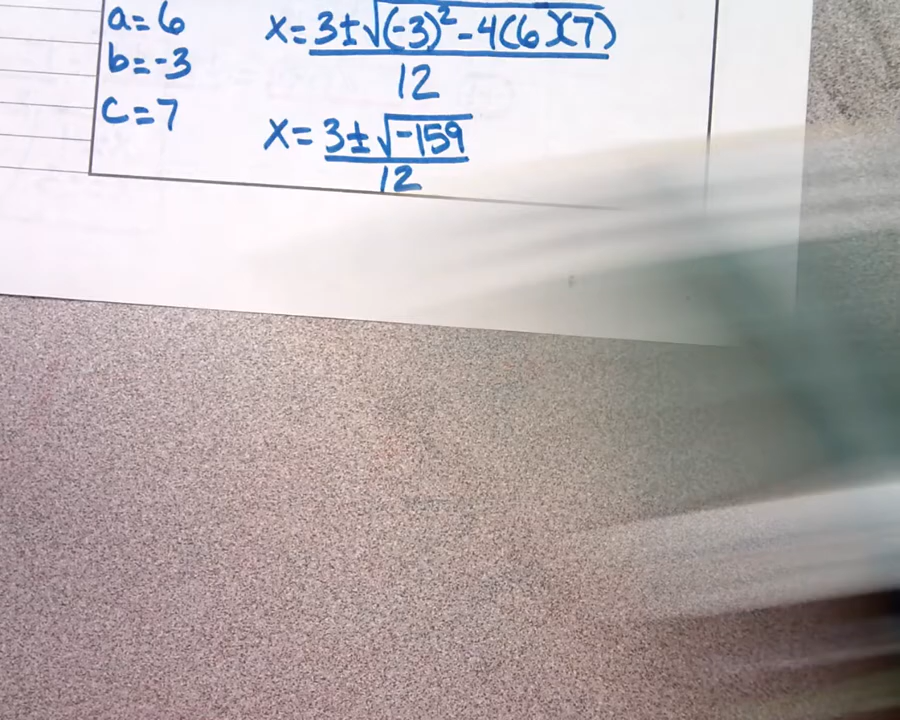 a=6
b=-3
c=7
x=3±√(-3)²-4(6)(7)
12
x=3±√-159
12